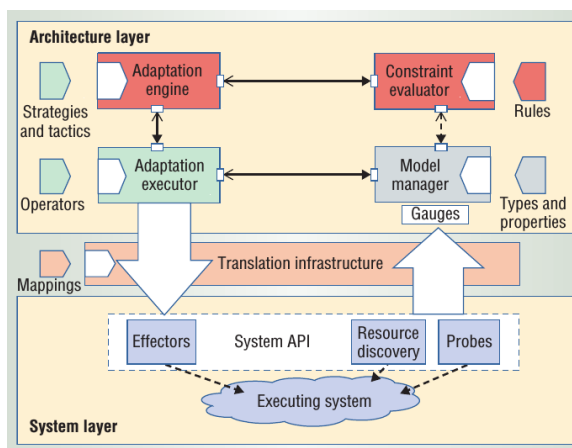 Architecture layer
Adaptation
engine
Constraint
evaluator
Strategies
and tactics
Rules
Adaptation
executor
Model
manager
Operators
Gauges
Types and
properties
Translation infrastructure
Mappings
Effectors
System API
Resource
discovery
Probes
Executing system
System layer